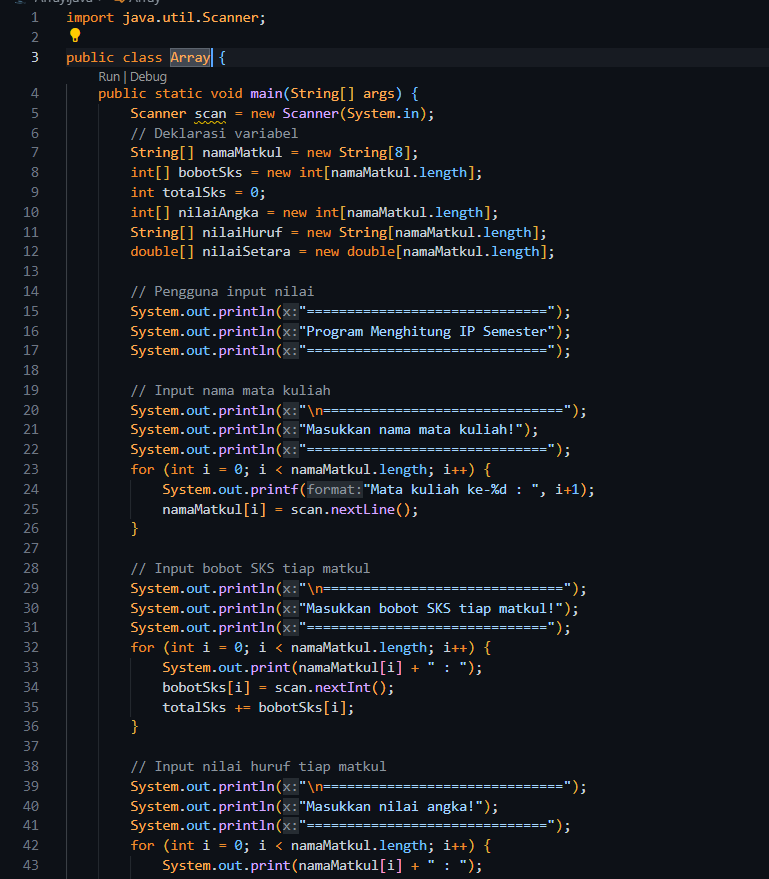 1 import java.util.Scanner;
2
3 public class Array {
Run | Debug
4 public static void main(String[] args) {
5 Scanner scan = new Scanner(System.in);
6 // Deklarasi variabel
7 String[] namaMatkul = new String[8];
8 int[] bobotSks = new int[namaMatkul.length];
9 int totalSks = 0;
10 int[] nilaiAngka = new int[namaMatkul.length];
11 String[] nilaiHuruf = new String[namaMatkul.length];
12 double[] nilaiSetara = new double[namaMatkul.length];
13
14 // Pengguna input nilai
15 System.out.println(x:"==============================");
16 System.out.println(x:"Program Menghitung IP Semester");
17 System.out.println(x:"==============================");
18
19 // Input nama mata kuliah
20 System.out.println(x:"\n==============================");
21 System.out.println(x:"Masukkan nama mata kuliah!");
22 System.out.println(x:"==============================");
23 for (int i = 0; i < namaMatkul.length; i++) {
24 System.out.printf(format:"Mata kuliah ke-%d : ", i+1);
25 namaMatkul[i] = scan.nextLine();
26 }
27
28 // Input bobot SKS tiap matkul
29 System.out.println(x:"\n==============================");
30 System.out.println(x:"Masukkan bobot SKS tiap matkul!");
31 System.out.println(x:"==============================");
32 for (int i = 0; i < namaMatkul.length; i++) {
33 System.out.print(namaMatkul[i] + " : ");
34 bobotSks[i] = scan.nextInt();
35 totalSks += bobotSks[i];
36 }
37
38 // Input nilai huruf tiap matkul
39 System.out.println(x:"\n==============================");
40 System.out.println(x:"Masukkan nilai angka!");
41 System.out.println(x:"==============================");
42 for (int i = 0; i < namaMatkul.length; i++) {
43 System.out.print(namaMatkul[i] + " : ");